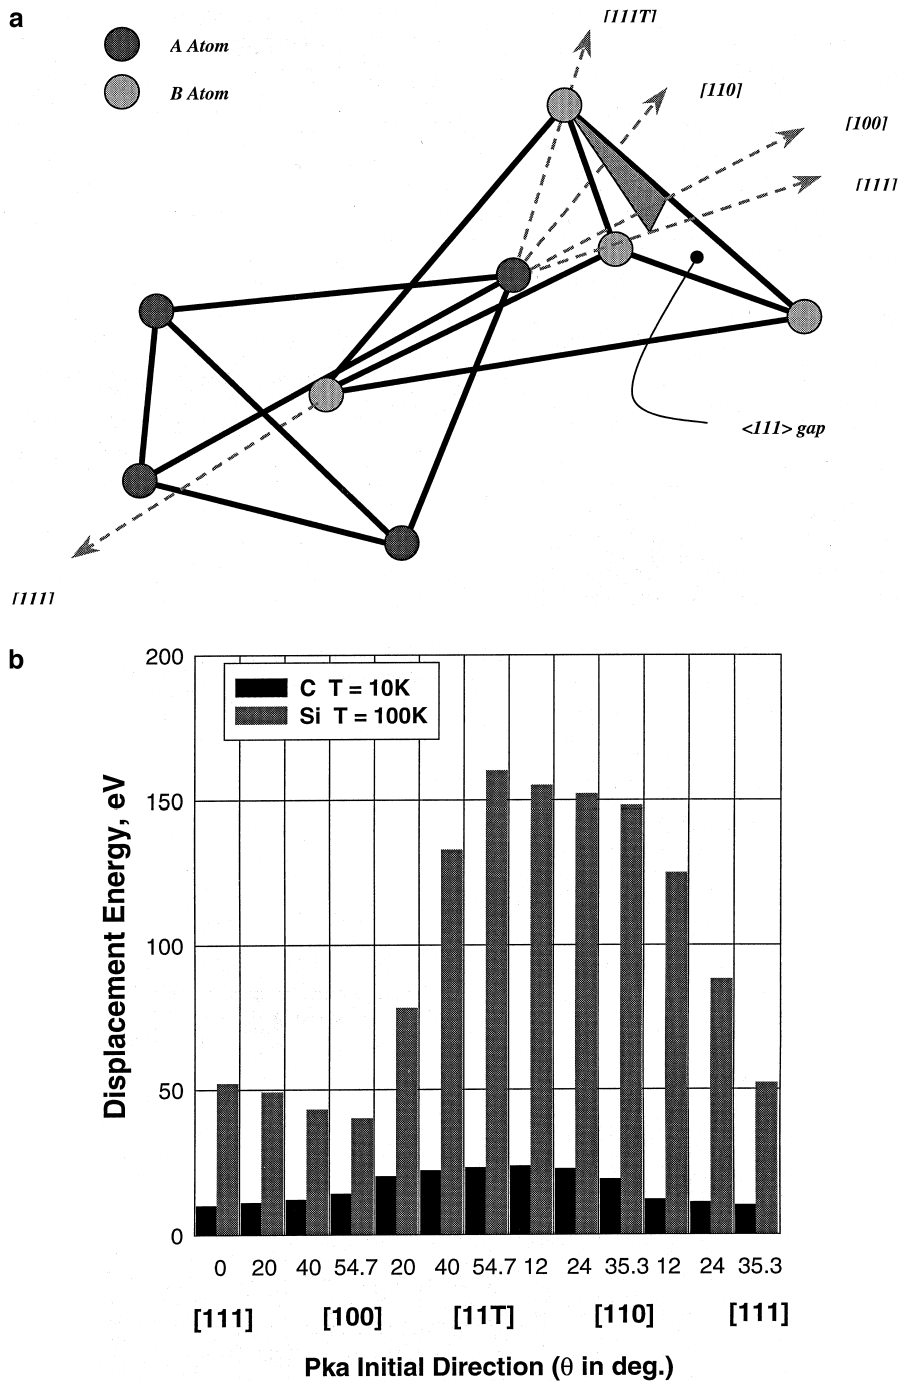 a
A Atom
B Atom
[111T]
[110]
[100]
[111]
<111> gap
[111]
b
200
150
100
50
0
C T = 10K
Si T = 100K
Displacement Energy, eV
0 20 40 54.7 20 40 54.7 12 24 35.3 12 24 35.3
[111] [100] [11T] [110] [111]
Pka Initial Direction (θ in deg.)